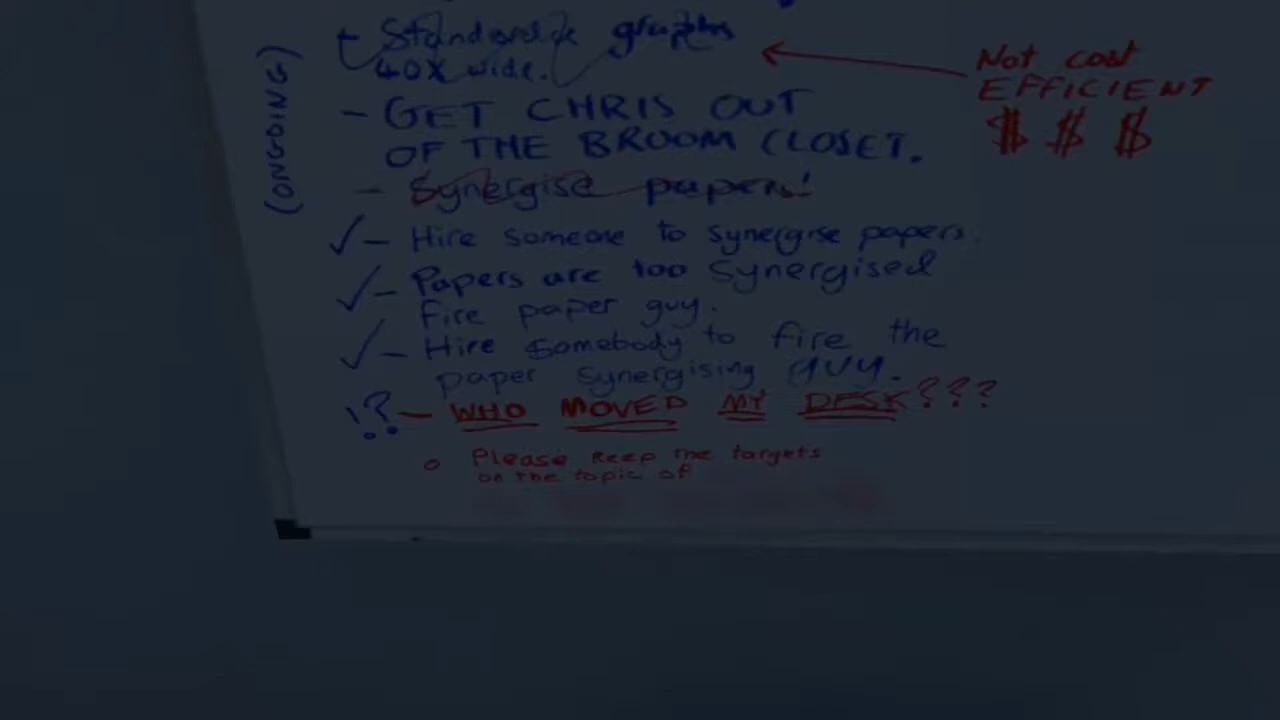 Standardize graphs
40X wide.
(ONGOING)
Not cost
EFFICIENT
$ $ $
- GET CHRIS OUT
OF THE BROOM CLOSET.
- Synergise papers!
✓- Hire someone to synergise papers.
✓- Papers are too synergised
fire paper guy.
✓- Hire somebody to fire the
paper synergising guy.
!?- WHO MOVED MY DESK???
o Please keep the targets
on the topic of